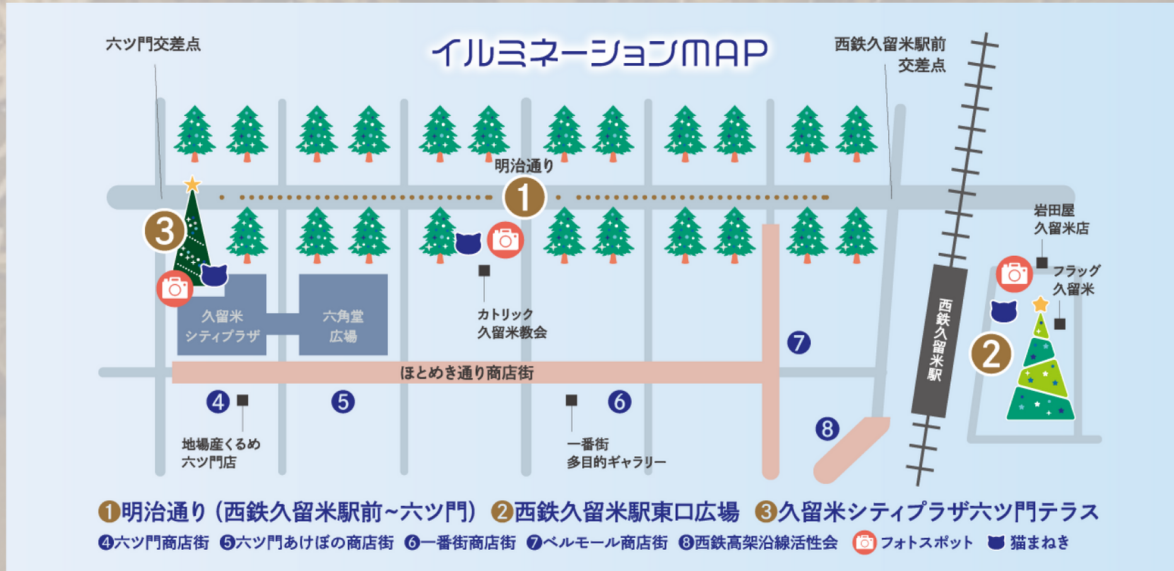 イルミネーションMAP
六ツ門交差点
西鉄久留米駅前
交差点
明治通り
1
3
岩田屋
久留米店
フラッグ
久留米
久留米
シティプラザ
六角堂
広場
カトリック
久留米教会
西鉄久留米駅
2
7
ほとめき通り商店街
4
5
6
8
地場産くるめ
六ツ門店
一番街
多目的ギャラリー
❶明治通り（西鉄久留米駅前~六ツ門） ❷西鉄久留米駅東口広場 ❸久留米シティプラザ六ツ門テラス
❹六ツ門商店街 ❺六ツ門あけぼの商店街 ❻一番街商店街 ❼ベルモール商店街 ❽西鉄高架沿線活性会 フォトスポット 猫まねき